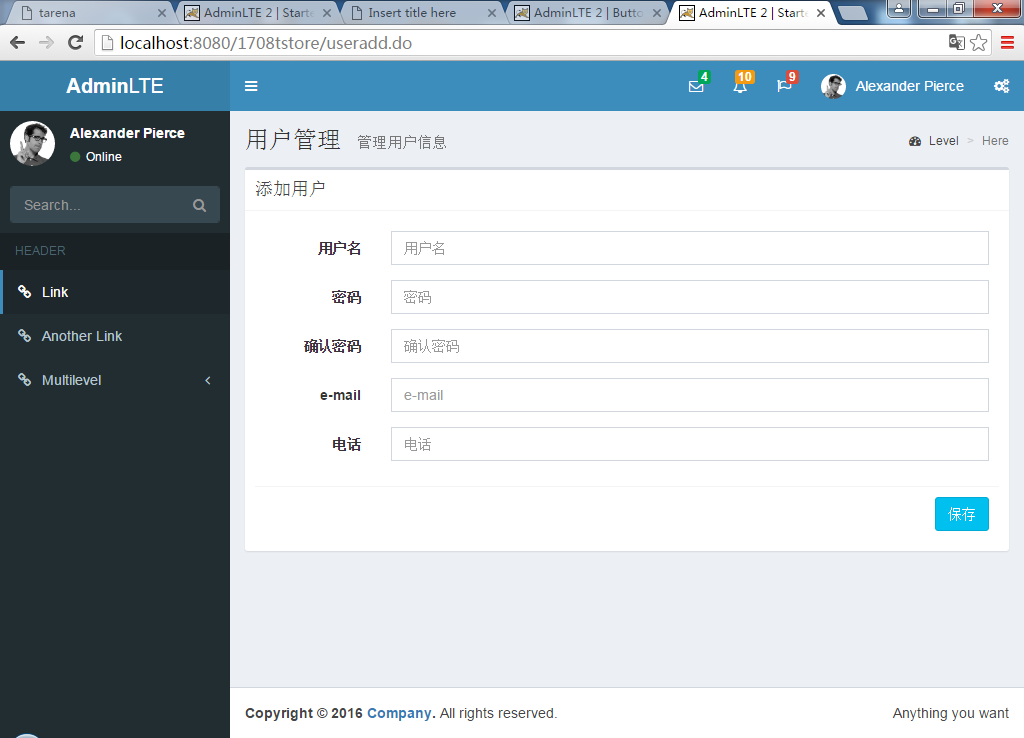 tarena
AdminLTE 2 | Starte
Insert title here
AdminLTE 2 | Butto
AdminLTE 2 | Starte
localhost:8080/1708tstore/useradd.do
AdminLTE
4
10
9
Alexander Pierce
Alexander Pierce
Online
Search...
HEADER
Link
Another Link
Multilevel
用户管理 管理用户信息
Level > Here
添加用户
用户名 用户名
密码 密码
确认密码 确认密码
e-mail e-mail
电话 电话
保存
Copyright © 2016 Company. All rights reserved.
Anything you want